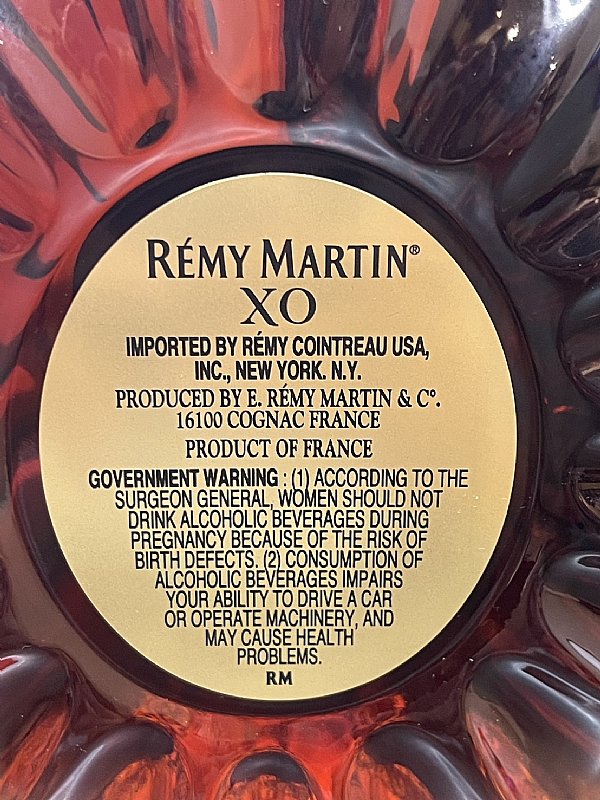 RÉMY MARTIN®
XO
IMPORTED BY RÉMY COINTREAU USA,
INC., NEW YORK. N.Y.
PRODUCED BY E. RÉMY MARTIN & Cº.
16100 COGNAC FRANCE
PRODUCT OF FRANCE
GOVERNMENT WARNING : (1) ACCORDING TO THE
SURGEON GENERAL, WOMEN SHOULD NOT
DRINK ALCOHOLIC BEVERAGES DURING
PREGNANCY BECAUSE OF THE RISK OF
BIRTH DEFECTS. (2) CONSUMPTION OF
ALCOHOLIC BEVERAGES IMPAIRS
YOUR ABILITY TO DRIVE A CAR
OR OPERATE MACHINERY, AND
MAY CAUSE HEALTH
PROBLEMS.
RM